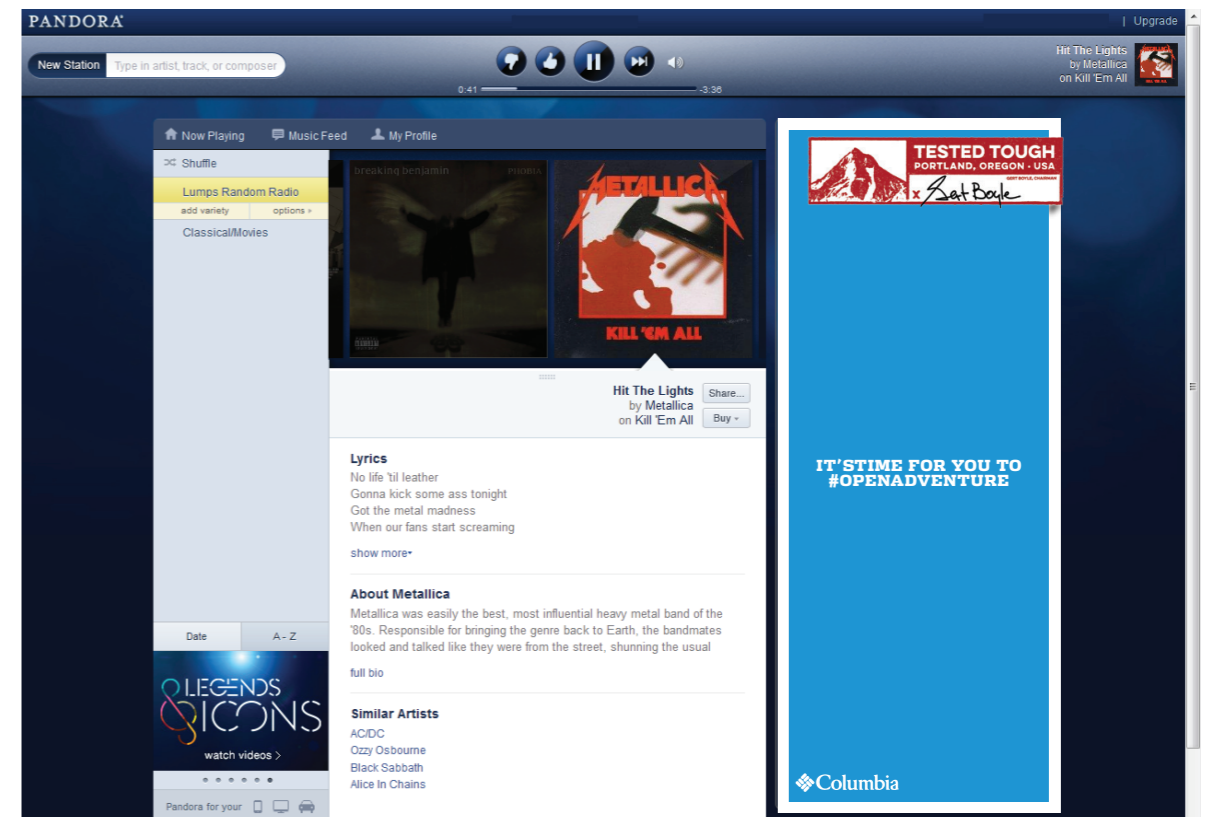 PANDORA
| Upgrade
New Station Type in artist, track, or composer
0:41 -3:36
Hit The Lights
by Metallica
on Kill 'Em All
Now Playing Music Feed My Profile
Shuffle
Lumps Random Radio
add variety options
Classical/Movies
Date A - Z
LEGENDS
& ICONS
watch videos >
Pandora for your
breaking benjamin PHOBIA
METALLICA
KILL 'EM ALL
Hit The Lights
by Metallica
on Kill 'Em All
Share...
Buy
Lyrics
No life 'til leather
Gonna kick some ass tonight
Got the metal madness
When our fans start screaming
show more
About Metallica
Metallica was easily the best, most influential heavy metal band of the
'80s. Responsible for bringing the genre back to Earth, the bandmates
looked and talked like they were from the street, shunning the usual
full bio
Similar Artists
AC/DC
Ozzy Osbourne
Black Sabbath
Alice In Chains
TESTED TOUGH
PORTLAND, OREGON • USA
GERT BOYLE, CHAIRMAN
x Gert Boyle
IT'STIME FOR YOU TO
#OPENADVENTURE
Columbia